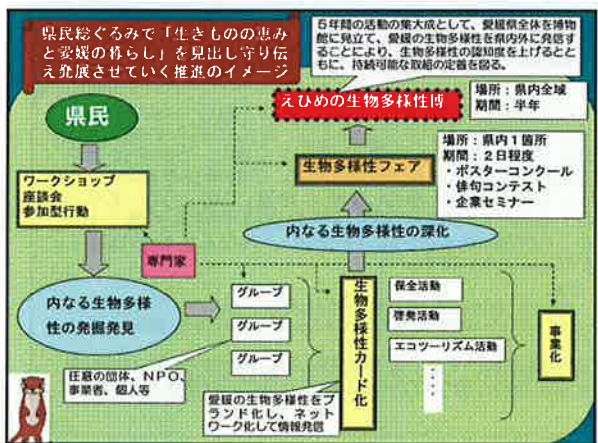 県民総ぐるみで「生きものの恵み
と愛媛の暮らし」を見出し守り伝
え発展させていく推進のイメージ
5年間の活動の集大成として、愛媛県全体を博物
館に見立て、愛媛の生物多様性を県内外に発信す
ることにより、生物多様性の認知度を上げるとと
もに、持続可能な取組の定着を図る。
えひめの生物多様性博
場所:県内全域
期間:半年
県民
生物多様性フェア
場所:県内1箇所
期間:2日程度
・ポスターコンクール
・俳句コンテスト
・企業セミナー
ワークショップ
座談会
参加型行動
内なる生物多様性の深化
専門家
内なる生物多様
性の発掘発見
グループ
グループ
グループ
生物多様性カード化
保全活動
啓発活動
エコツーリズム活動
・・・・
事業化
任意の団体、NPO、
事業者、個人等
愛媛の生物多様性をブ
ランド化し、ネット
ワーク化して情報発信